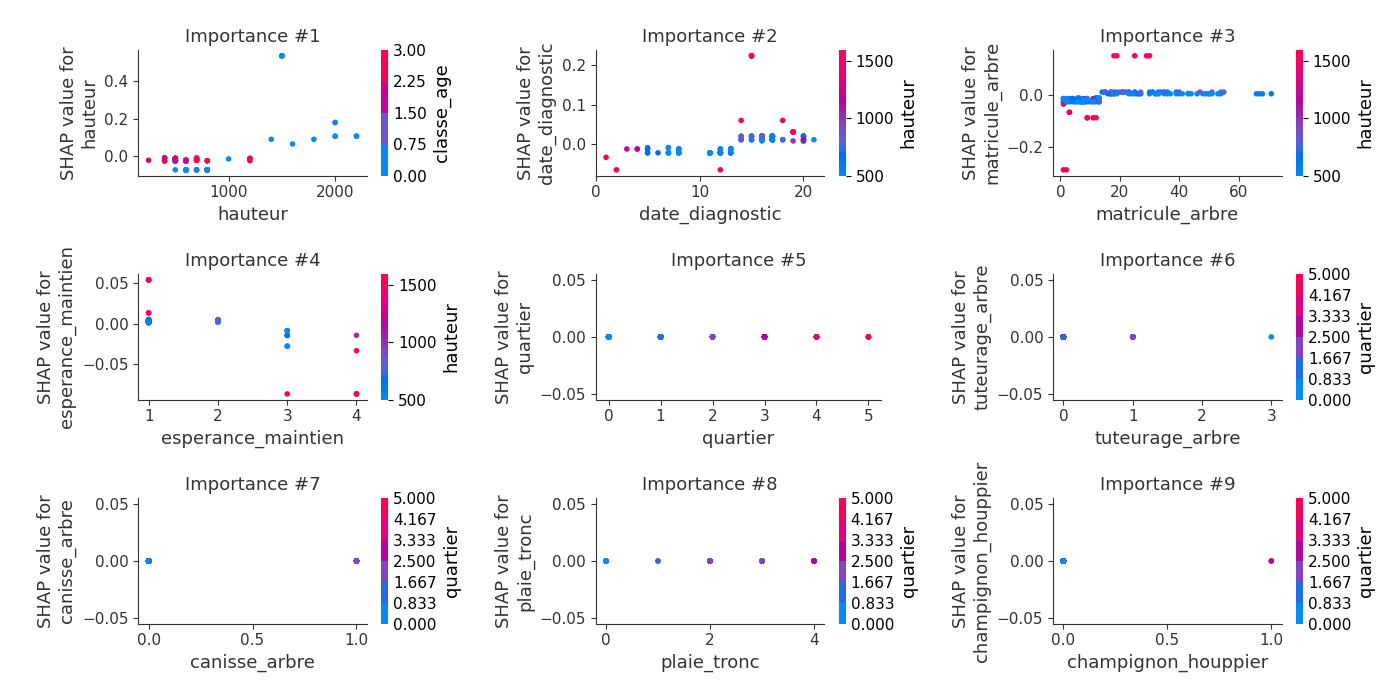 Importance #1
SHAP value for
hauteur
0.4
0.2
0.0
1000
2000
hauteur
3.00
2.25
1.50
0.75
0.00
classe_age
Importance #2
SHAP value for
date_diagnostic
0.2
0.1
0.0
0
10
20
date_diagnostic
1500
1000
500
hauteur
Importance #3
SHAP value for
matricule_arbre
0.0
−0.2
0
20
40
60
matricule_arbre
1500
1000
500
hauteur
Importance #4
SHAP value for
esperance_maintien
0.05
0.00
−0.05
1
2
3
4
esperance_maintien
1500
1000
500
hauteur
Importance #5
SHAP value for
quartier
0.05
0.00
−0.05
0
1
2
3
4
5
quartier
Importance #6
SHAP value for
tuteurage_arbre
0.05
0.00
−0.05
0
1
2
3
tuteurage_arbre
5.000
4.167
3.333
2.500
1.667
0.833
0.000
quartier
Importance #7
SHAP value for
canisse_arbre
0.05
0.00
−0.05
0.0
0.5
1.0
canisse_arbre
5.000
4.167
3.333
2.500
1.667
0.833
0.000
quartier
Importance #8
SHAP value for
plaie_tronc
0.05
0.00
−0.05
0
2
4
plaie_tronc
5.000
4.167
3.333
2.500
1.667
0.833
0.000
quartier
Importance #9
SHAP value for
champignon_houppier
0.05
0.00
−0.05
0.0
0.5
1.0
champignon_houppier
5.000
4.167
3.333
2.500
1.667
0.833
0.000
quartier